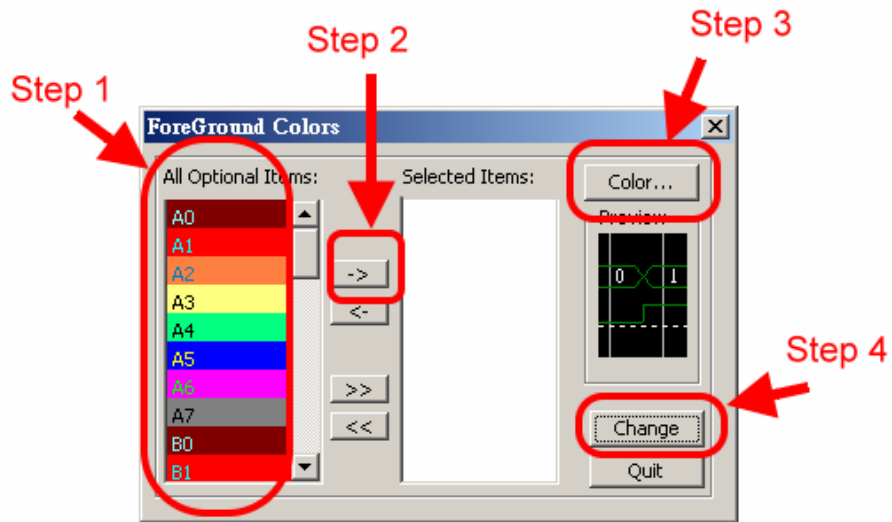 Step 1
Step 2
Step 3
ForeGround Colors
All Optional Items:
A0
A1
A2
A3
A4
A5
A6
A7
B0
B1
->
<-
>>
<<
Selected Items:
Color...
Preview
0 1
Change
Quit
Step 4